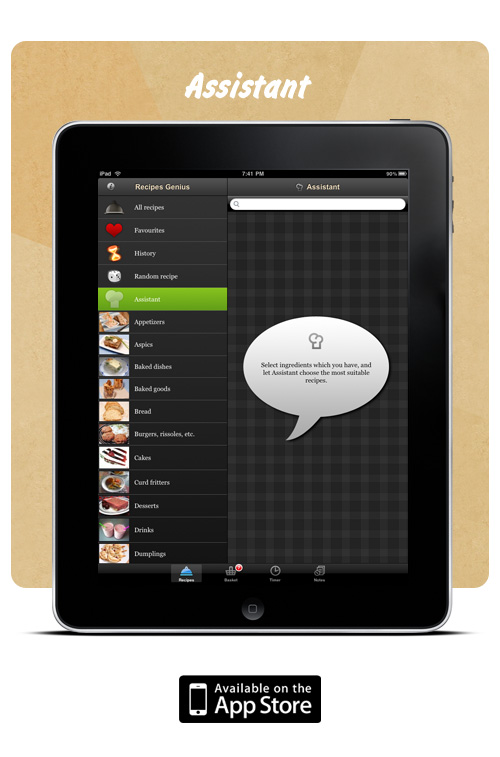 Assistant
iPad
7:41 PM
90%
Recipes Genius
Assistant
All recipes
Favourites
History
Random recipe
Assistant
Appetizers
Aspics
Baked dishes
Baked goods
Bread
Burgers, rissoles, etc.
Cakes
Curd fritters
Desserts
Drinks
Dumplings
Select ingredients which you have, and
let Assistant choose the most suitable
recipes.
Recipes
Basket
Timer
Notes
Available on the
App Store